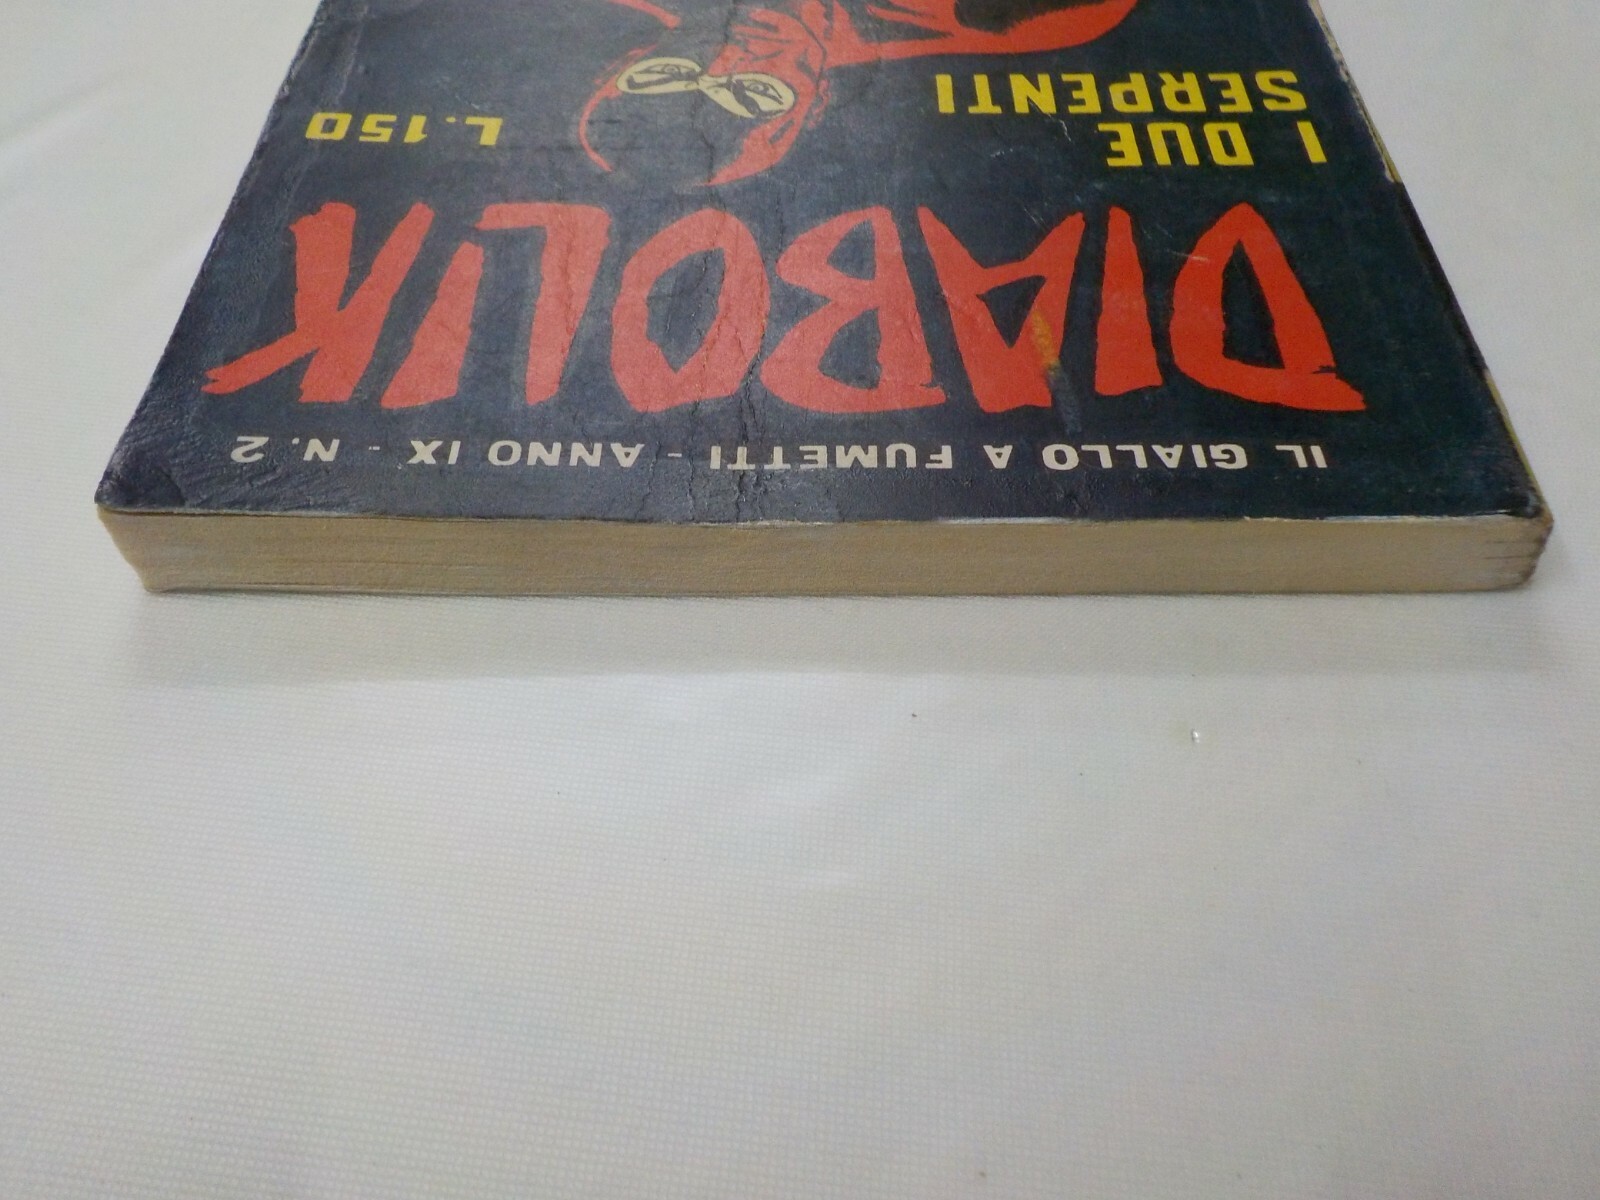 IL GIALLO A FUMETTI - ANNO IX - N. 2
DIABOLIK
I DUE
SERPENTI
L. 150